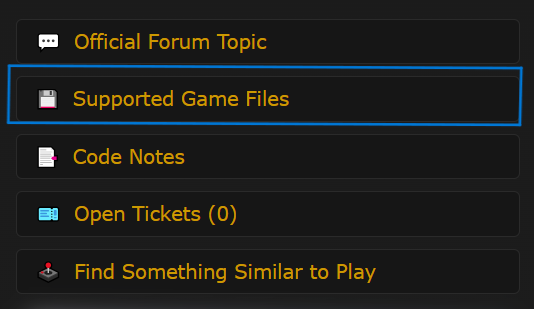 Official Forum Topic
Supported Game Files
Code Notes
Open Tickets (0)
Find Something Similar to Play